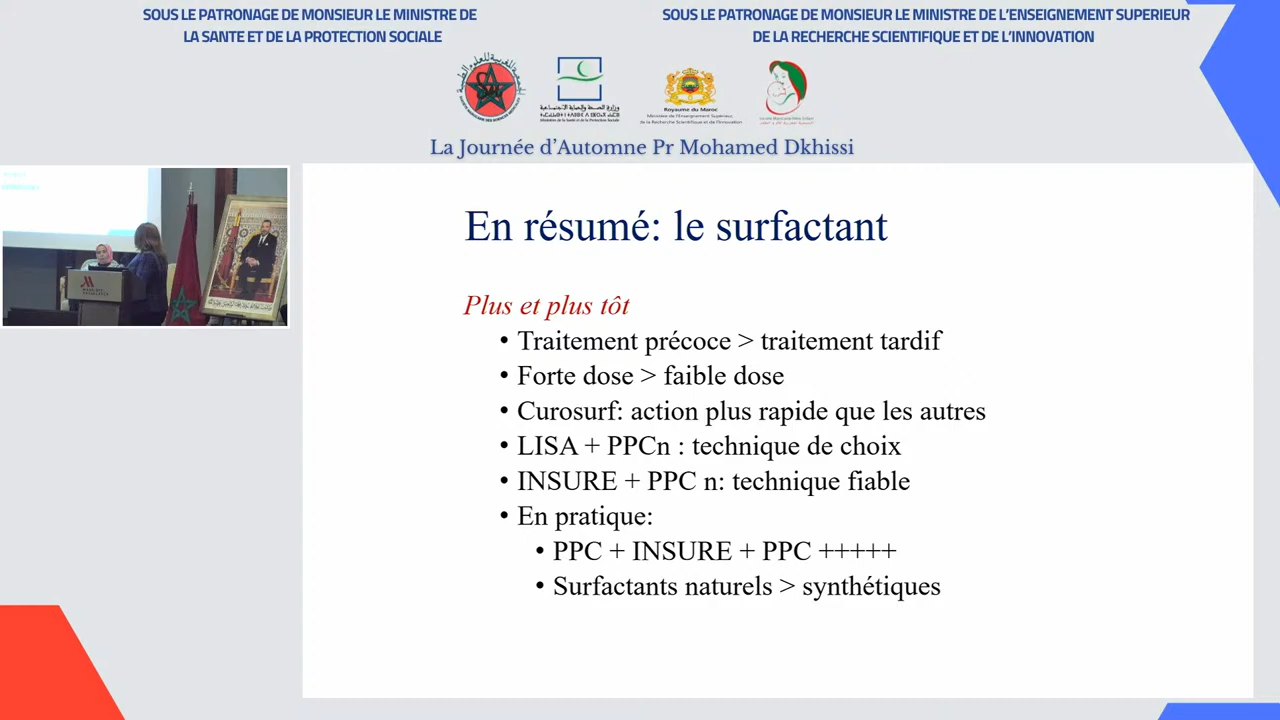 SOUS LE PATRONAGE DE MONSIEUR LE MINISTRE DE
LA SANTE ET DE LA PROTECTION SOCIALE
SOUS LE PATRONAGE DE MONSIEUR LE MINISTRE DE L'ENSEIGNEMENT SUPERIEUR
DE LA RECHERCHE SCIENTIFIQUE ET DE L'INNOVATION
Royaume du Maroc
La Journée d'Automne Pr Mohamed Dkhissi
En résumé: le surfactant
Plus et plus tôt
• Traitement précoce > traitement tardif
• Forte dose > faible dose
• Curosurf: action plus rapide que les autres
• LISA + PPCn : technique de choix
• INSURE + PPC n: technique fiable
• En pratique:
• PPC + INSURE + PPC +++++
• Surfactants naturels > synthétiques